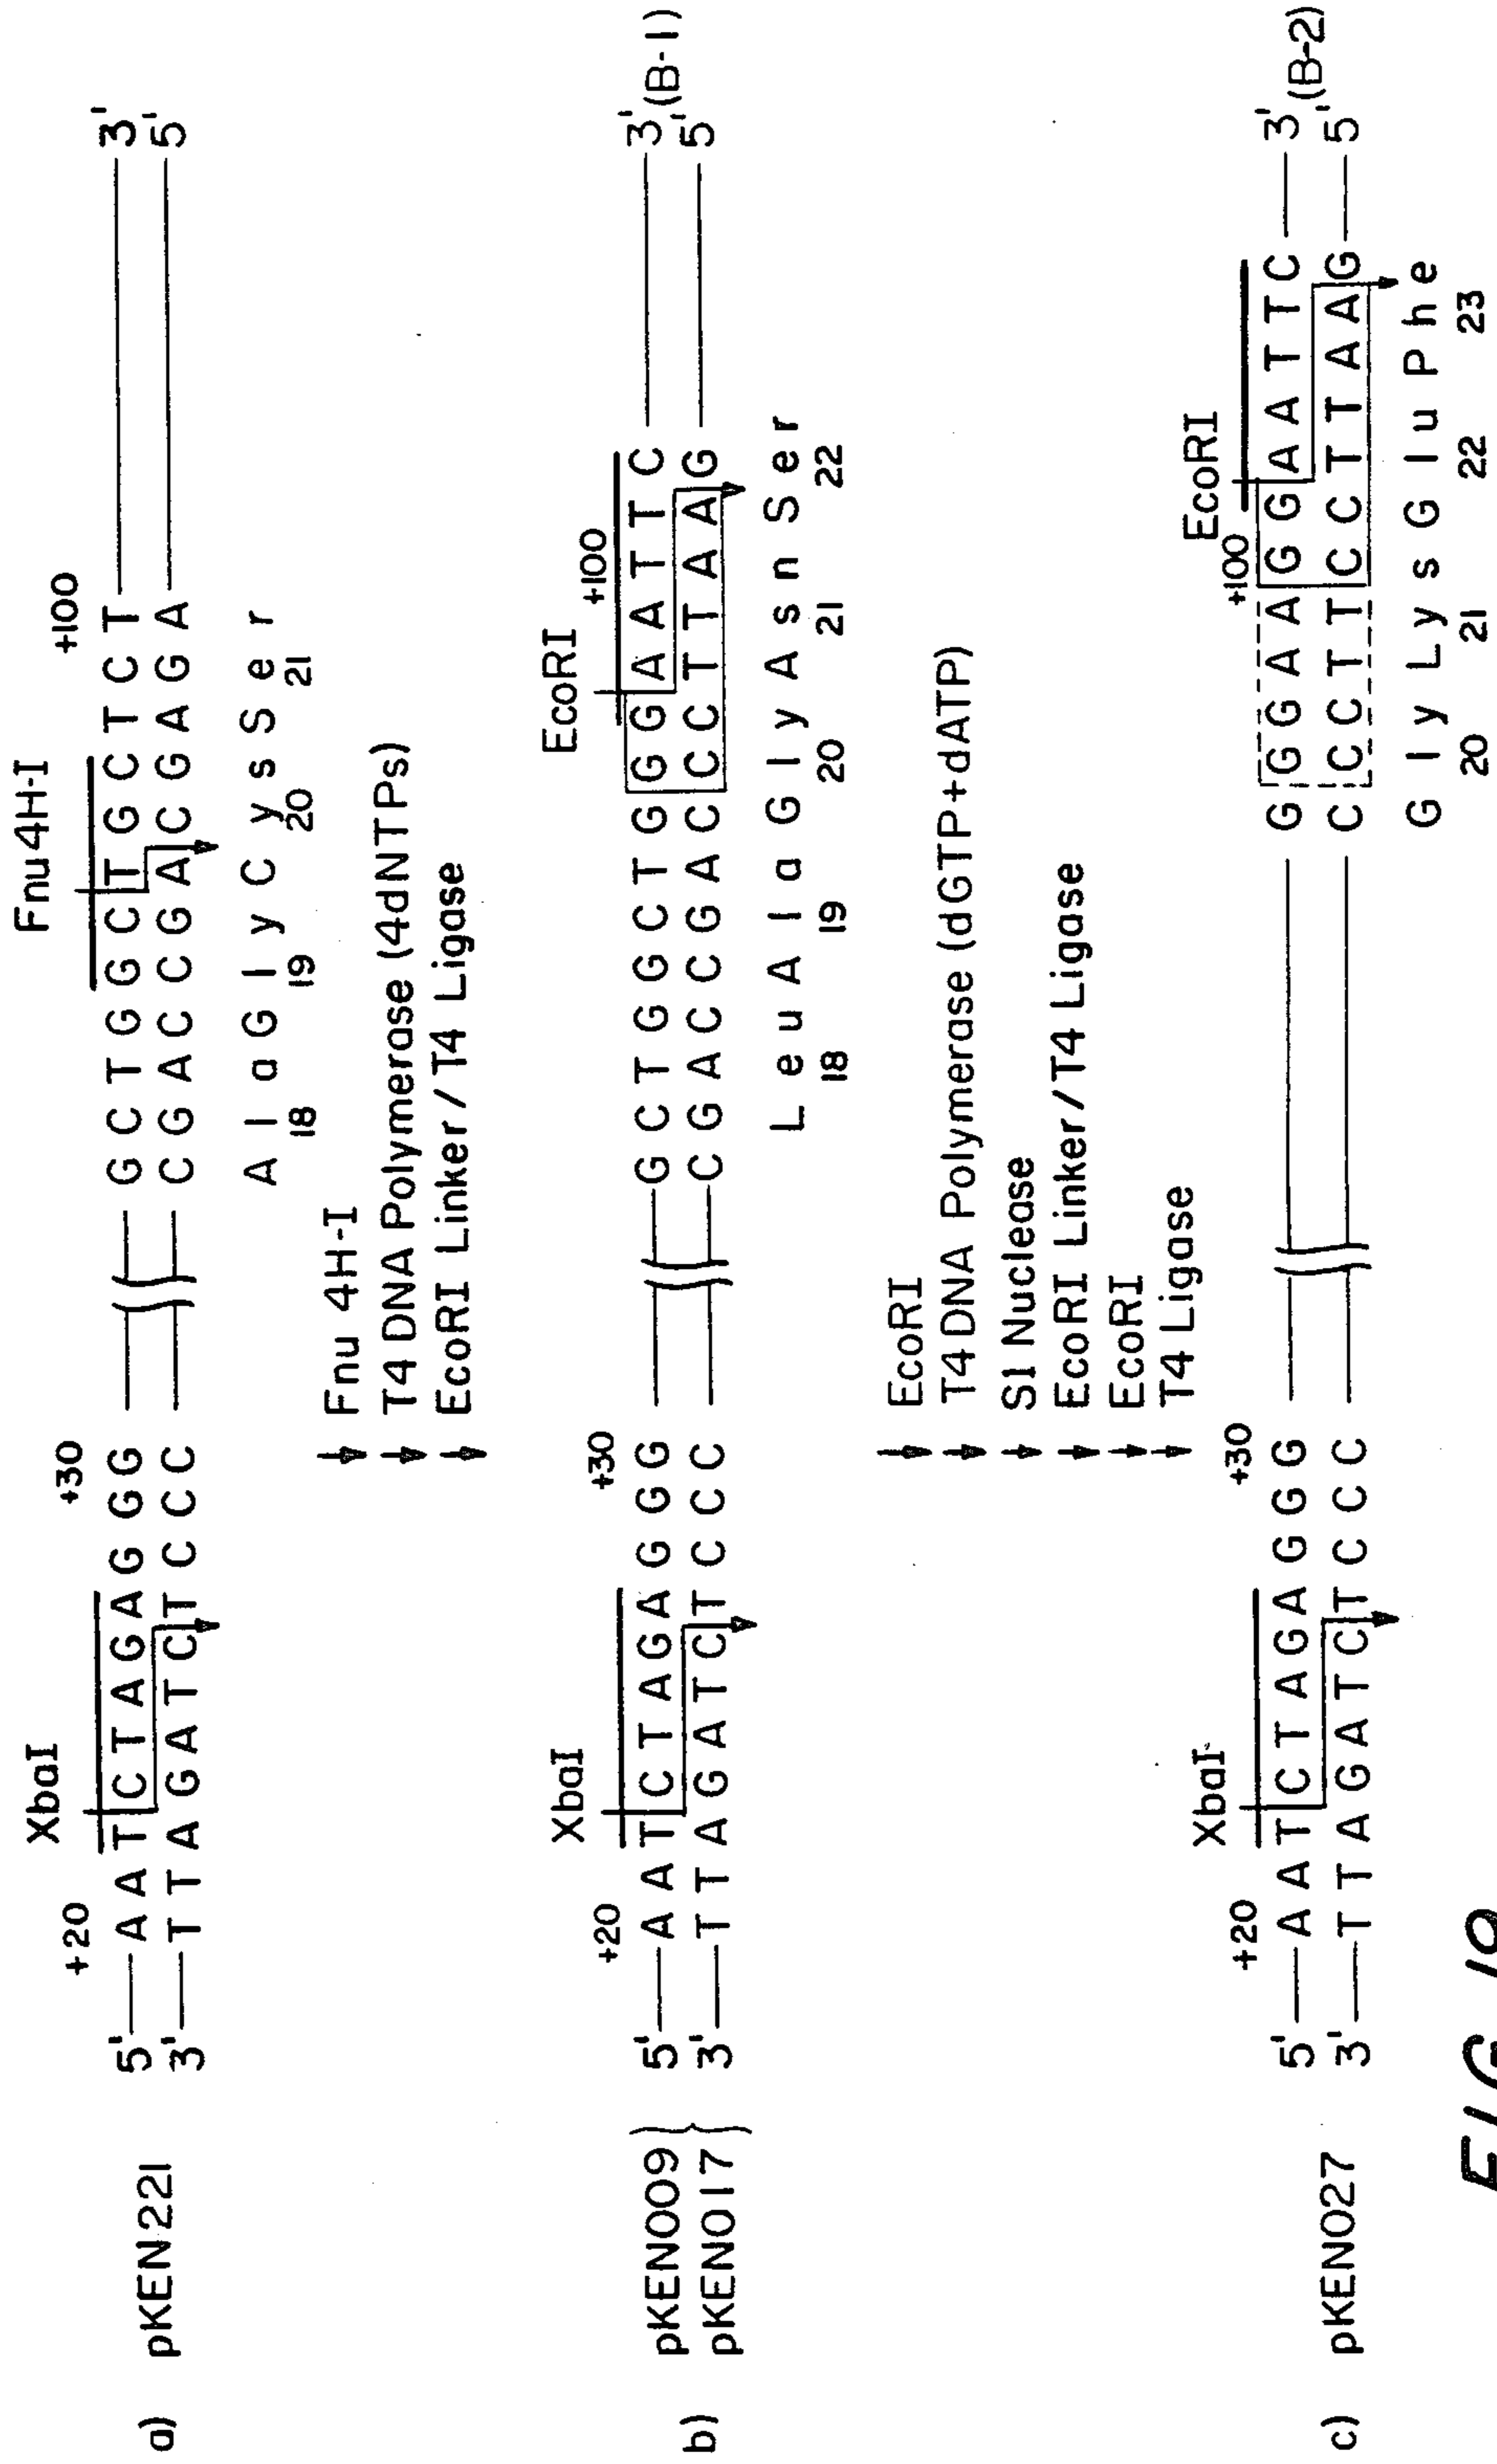 Fnu4H-I
XbaI
+20
+30
+100
a) pKEN221
5' A A T C T A G A G G G G C T G G C T G C T C T 3'
3' T T A G A T C T C C C C G A C C G A C G A G A 5'
A l a G l y C y s S e r
18 19 20 21
Fnu 4H-I
T4 DNA Polymerase (4dNTPs)
EcoRI Linker/T4 Ligase
XbaI
EcoRI
+20
+30
+100
b) pKEN009
pKEN017
5' A A T C T A G A G G G G C T G G C T G G G A A T T C 3' (B-1)
3' T T A G A T C T C C C C G A C C G A C C C T T A A G 5'
L e u A l a G l y A s n S e r
18 19 20 21 22
EcoRI
T4 DNA Polymerase (dGTP+dATP)
S1 Nuclease
EcoRI Linker/T4 Ligase
EcoRI
T4 Ligase
XbaI
EcoRI
+20
+30
+100
c) pKEN027
5' A A T C T A G A G G G G G G A A G G A A T T C 3' (B-2)
3' T T A G A T C T C C C C C C T T C C T T A A G 5'
G l y L y s G l u P h e
20 21 22 23